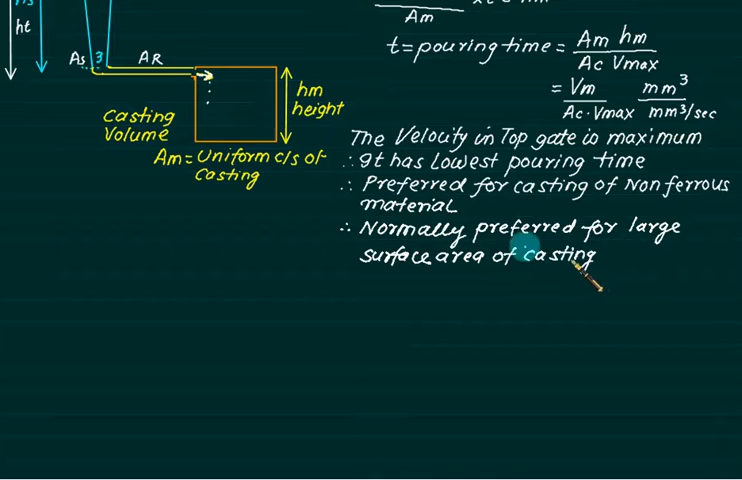 ht
As 3 AR
Am
t = pouring time = Am hm / Ac Vmax
= Vm / Ac · Vmax mm³ / mm³/sec
hm
height
Casting
Volume
Am = Uniform c/s of
Casting
The Velocity in Top gate is maximum
∴ It has Lowest pouring time
∴ Preferred for casting of Nonferrous
material
∴ Normally preferred for large
surface area of casting